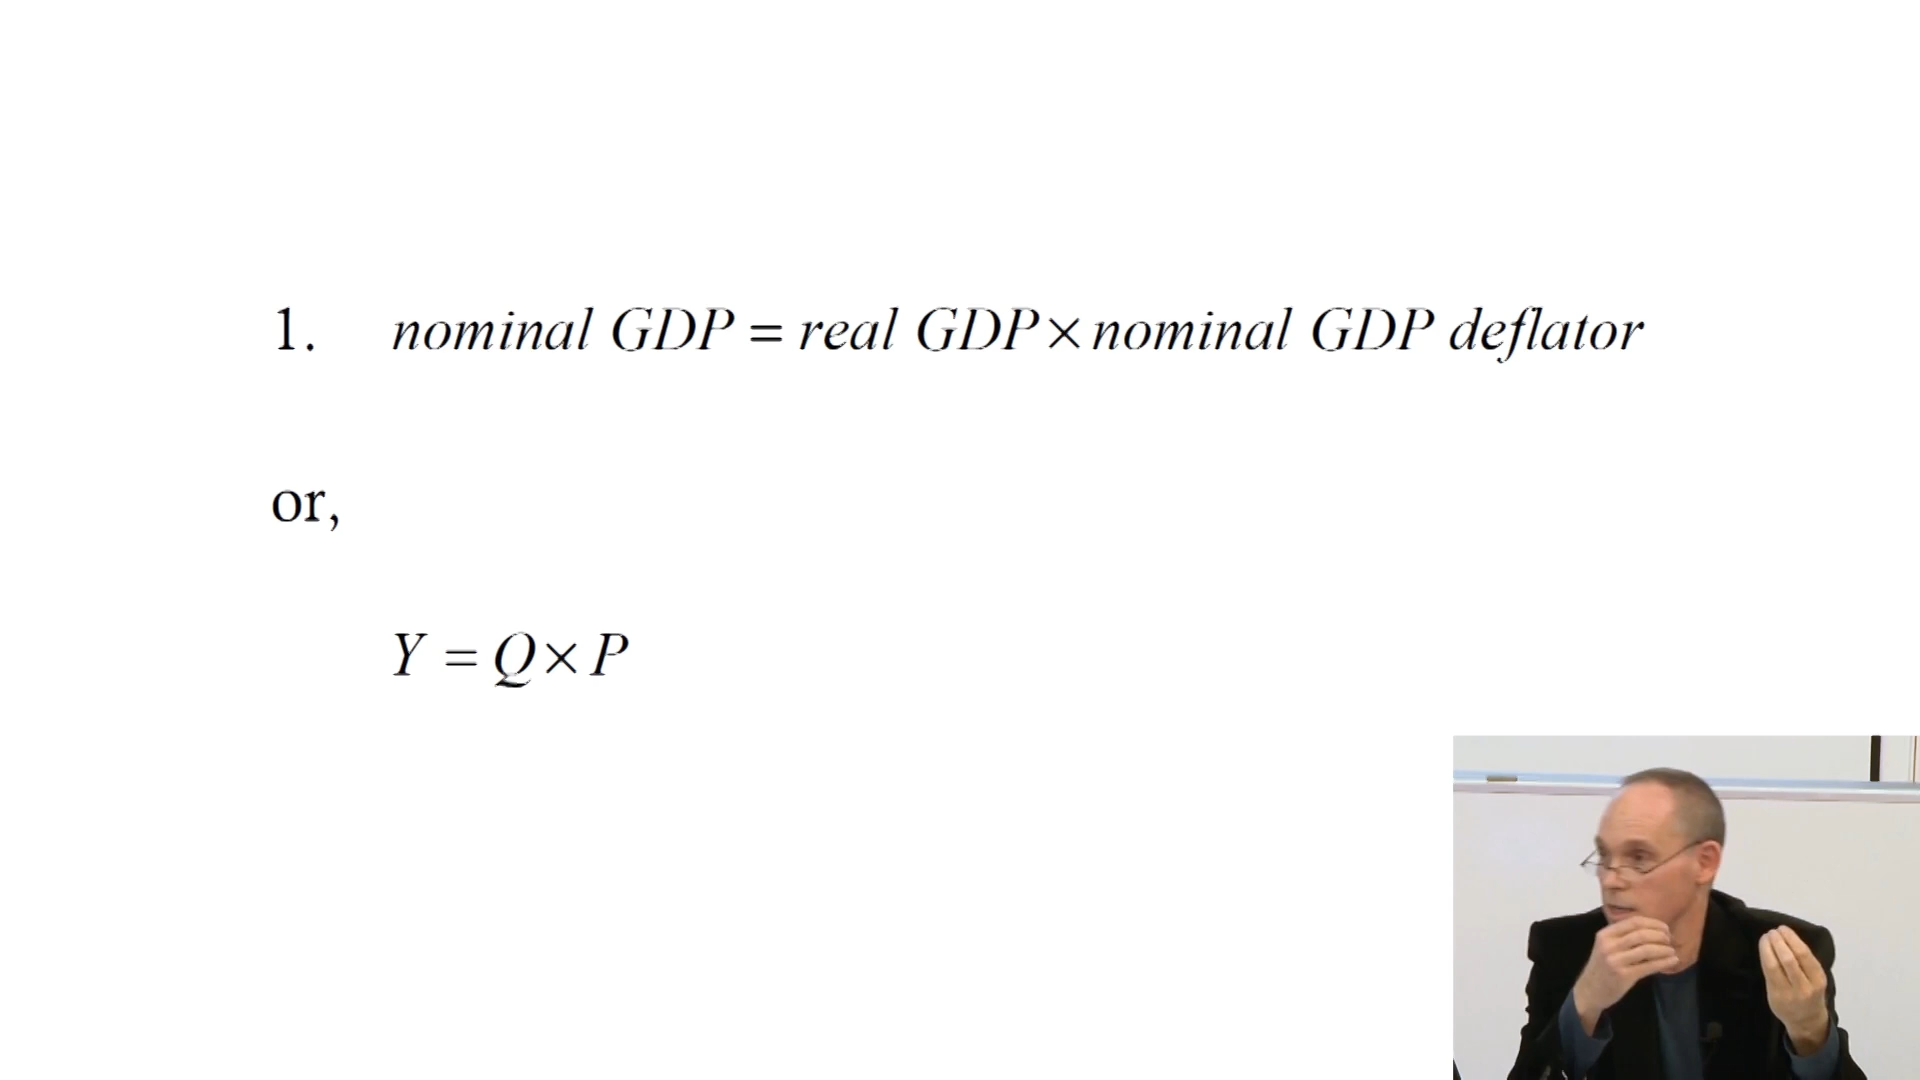 1. nominal GDP = real GDP × nominal GDP deflator
or,
Y = Q × P